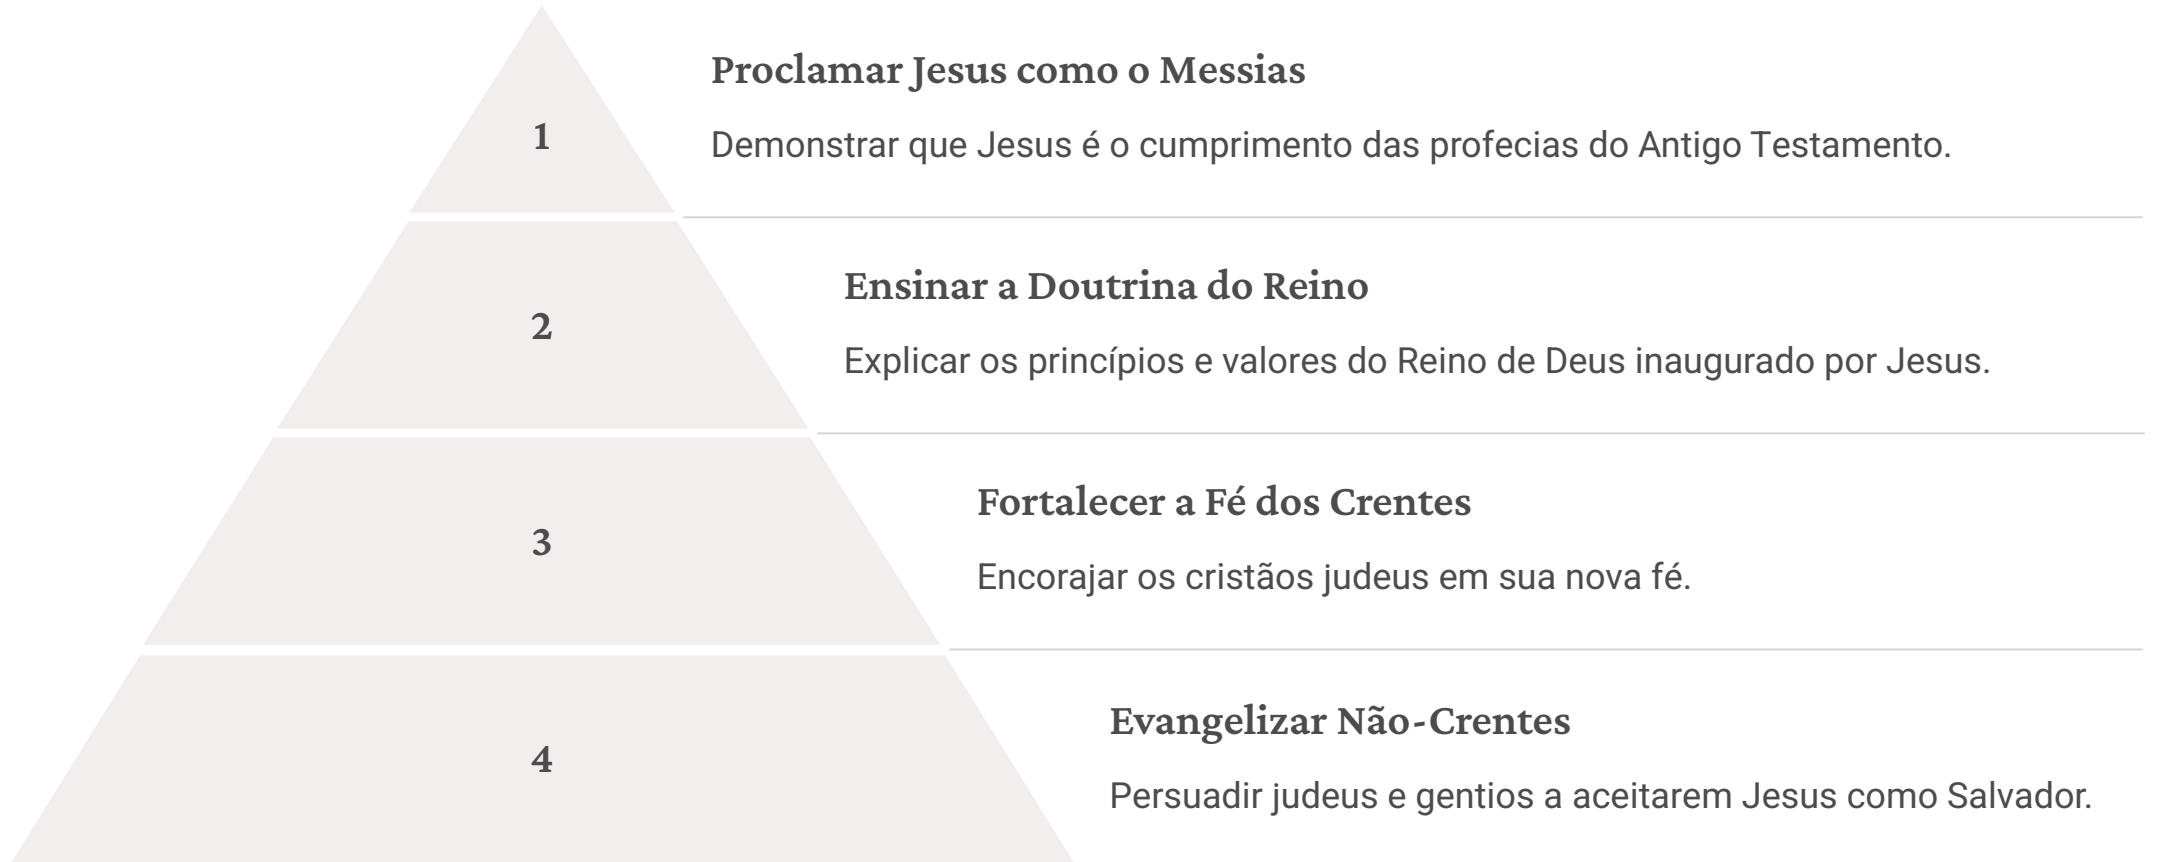 Proclamar Jesus como o Messias
1
Demonstrar que Jesus é o cumprimento das profecias do Antigo Testamento.
Ensinar a Doutrina do Reino
2
Explicar os princípios e valores do Reino de Deus inaugurado por Jesus.
Fortalecer a Fé dos Crentes
3
Encorajar os cristãos judeus em sua nova fé.
Evangelizar Não-Crentes
4
Persuadir judeus e gentios a aceitarem Jesus como Salvador.